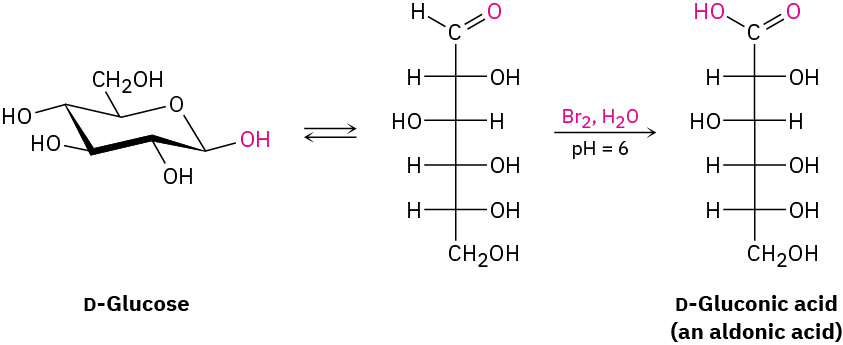 CH₂OH
HO
O
HO
OH
OH
D-Glucose
H
O
C
H OH
HO H
H OH
H OH
CH₂OH
Br₂, H₂O
pH = 6
HO
O
C
H OH
HO H
H OH
H OH
CH₂OH
D-Gluconic acid
(an aldonic acid)